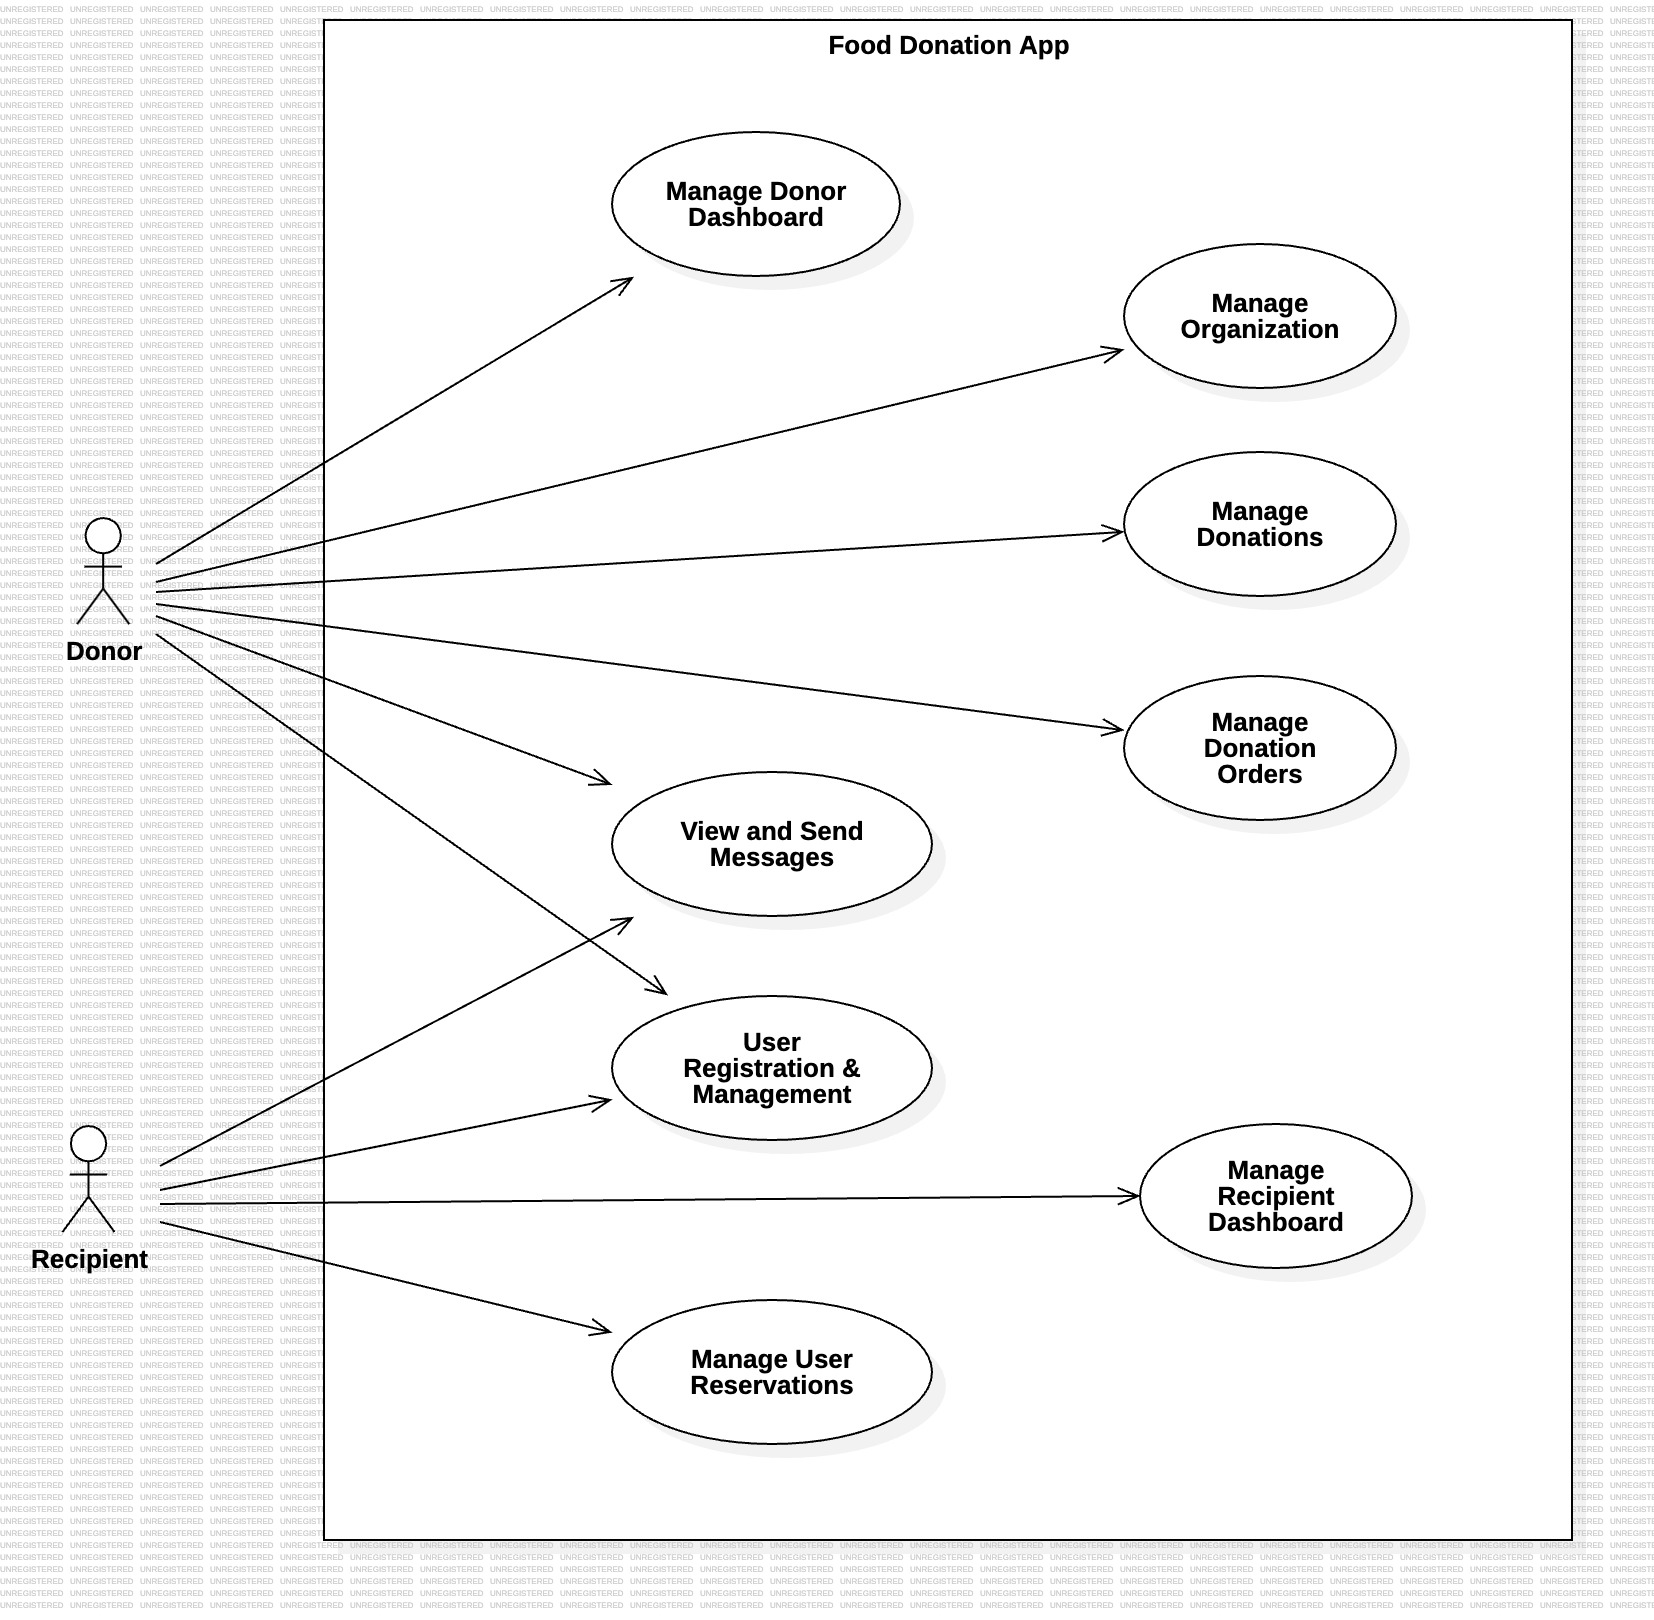 Food Donation App
Manage Donor
Dashboard
Manage
Organization
Manage
Donations
Donor
Manage
Donation
Orders
View and Send
Messages
User
Registration &
Management
Manage
Recipient
Dashboard
Recipient
Manage User
Reservations
UNREGISTERED